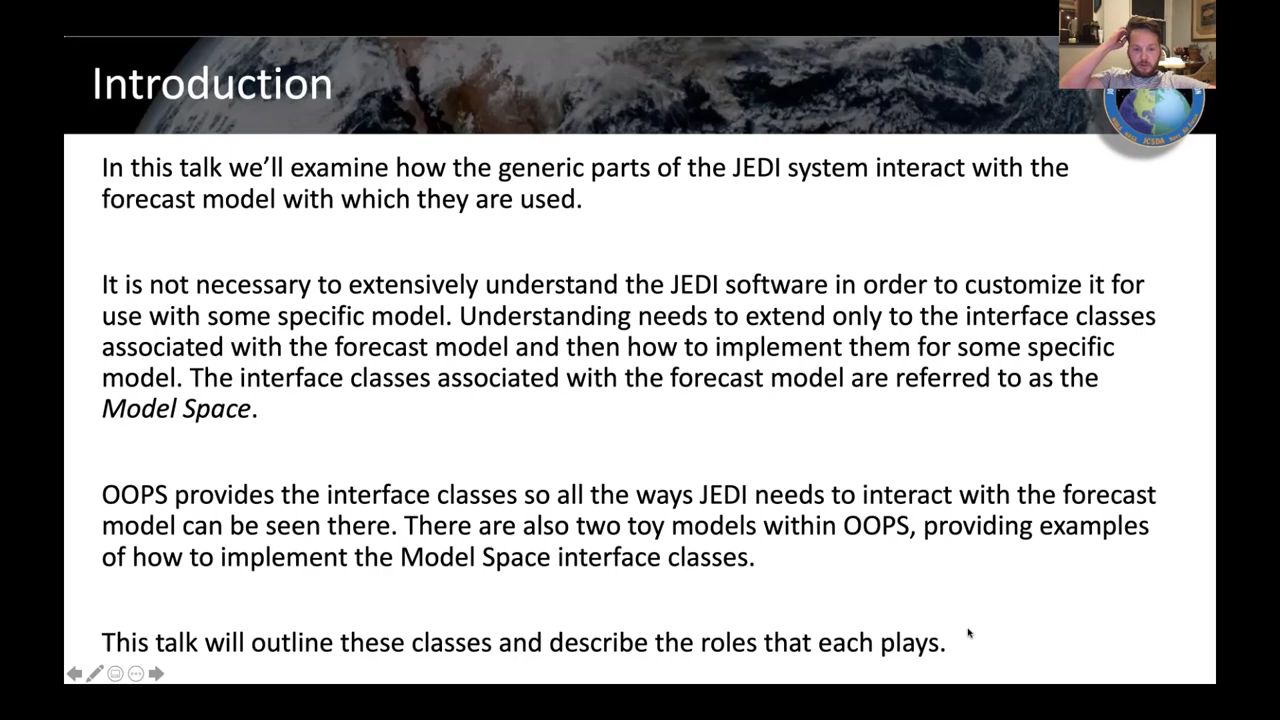 Introduction
In this talk we'll examine how the generic parts of the JEDI system interact with the
forecast model with which they are used.
It is not necessary to extensively understand the JEDI software in order to customize it for
use with some specific model. Understanding needs to extend only to the interface classes
associated with the forecast model and then how to implement them for some specific
model. The interface classes associated with the forecast model are referred to as the
Model Space.
OOPS provides the interface classes so all the ways JEDI needs to interact with the forecast
model can be seen there. There are also two toy models within OOPS, providing examples
of how to implement the Model Space interface classes.
This talk will outline these classes and describe the roles that each plays.
JCSDA